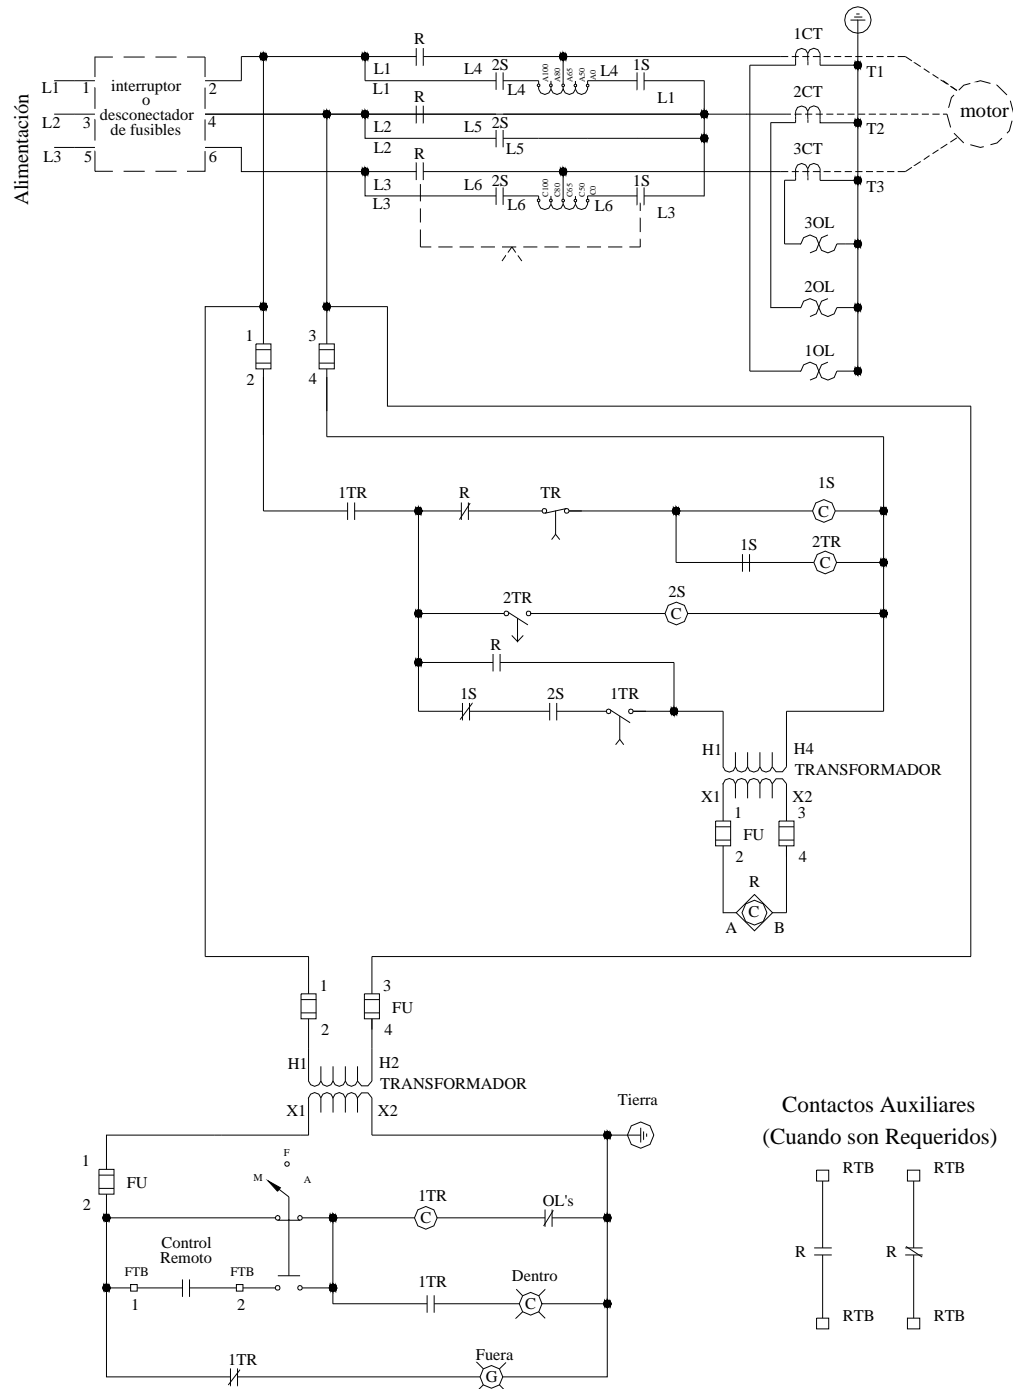 1CT
R
L1
L1
L4
2S
L4
A100
A80
A65
A50
A0
L4
1S
L1
T1
Alimentación
L1
1
interruptor
o
desconectador
de fusibles
2
L2
3
4
L3
5
6
R
L2
L2
L5
2S
L5
2CT
T2
motor
R
L3
L3
L6
2S
L6
C100
C80
C65
C50
C0
L6
1S
L3
3CT
T3
3OL
2OL
1OL
1
2
3
4
1TR
R
TR
1S
C
1S
2TR
C
2TR
2S
C
R
1S
2S
1TR
H1
H4
TRANSFORMADOR
X1
X2
1
3
FU
2
4
R
C
A
B
1
3
FU
2
4
H1
H2
TRANSFORMADOR
X1
X2
Tierra
1
FU
2
F
M
A
1TR
C
OL's
Control
Remoto
FTB
1
FTB
2
1TR
Dentro
C
1TR
Fuera
G
Contactos Auxiliares
(Cuando son Requeridos)
RTB
RTB
R
R
RTB
RTB